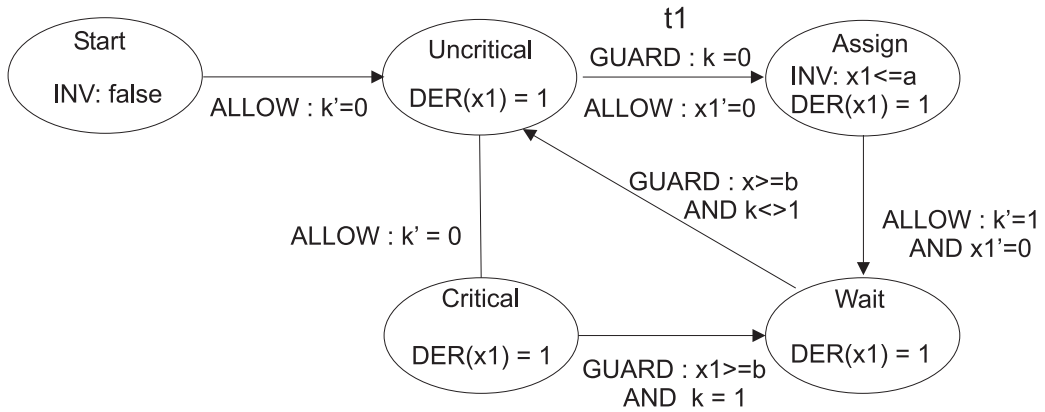 Start
INV: false
ALLOW : k'=0
Uncritical
DER(x1) = 1
t1
GUARD : k =0
ALLOW : x1'=0
Assign
INV: x1<=a
DER(x1) = 1
GUARD : x>=b
AND k<>1
ALLOW : k'=1
AND x1'=0
ALLOW : k' = 0
Critical
DER(x1) = 1
GUARD : x1>=b
AND k = 1
Wait
DER(x1) = 1